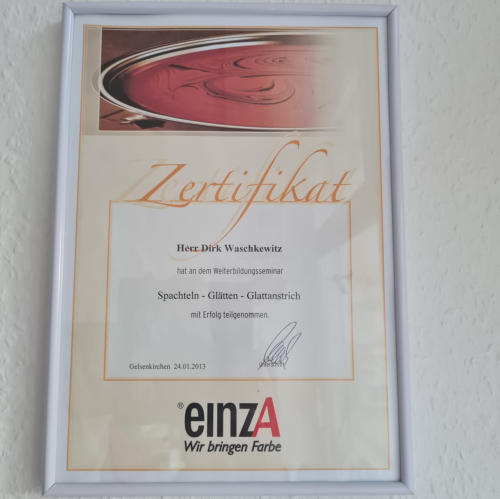 Zertifikat
Herr Dirk Waschkewitz
hat an dem Weiterbildungsseminar
Spachteln - Glätten - Glattanstrich
mit Erfolg teilgenommen.
Gelsenkirchen 24.01.2013
®einzA
Wir bringen Farbe